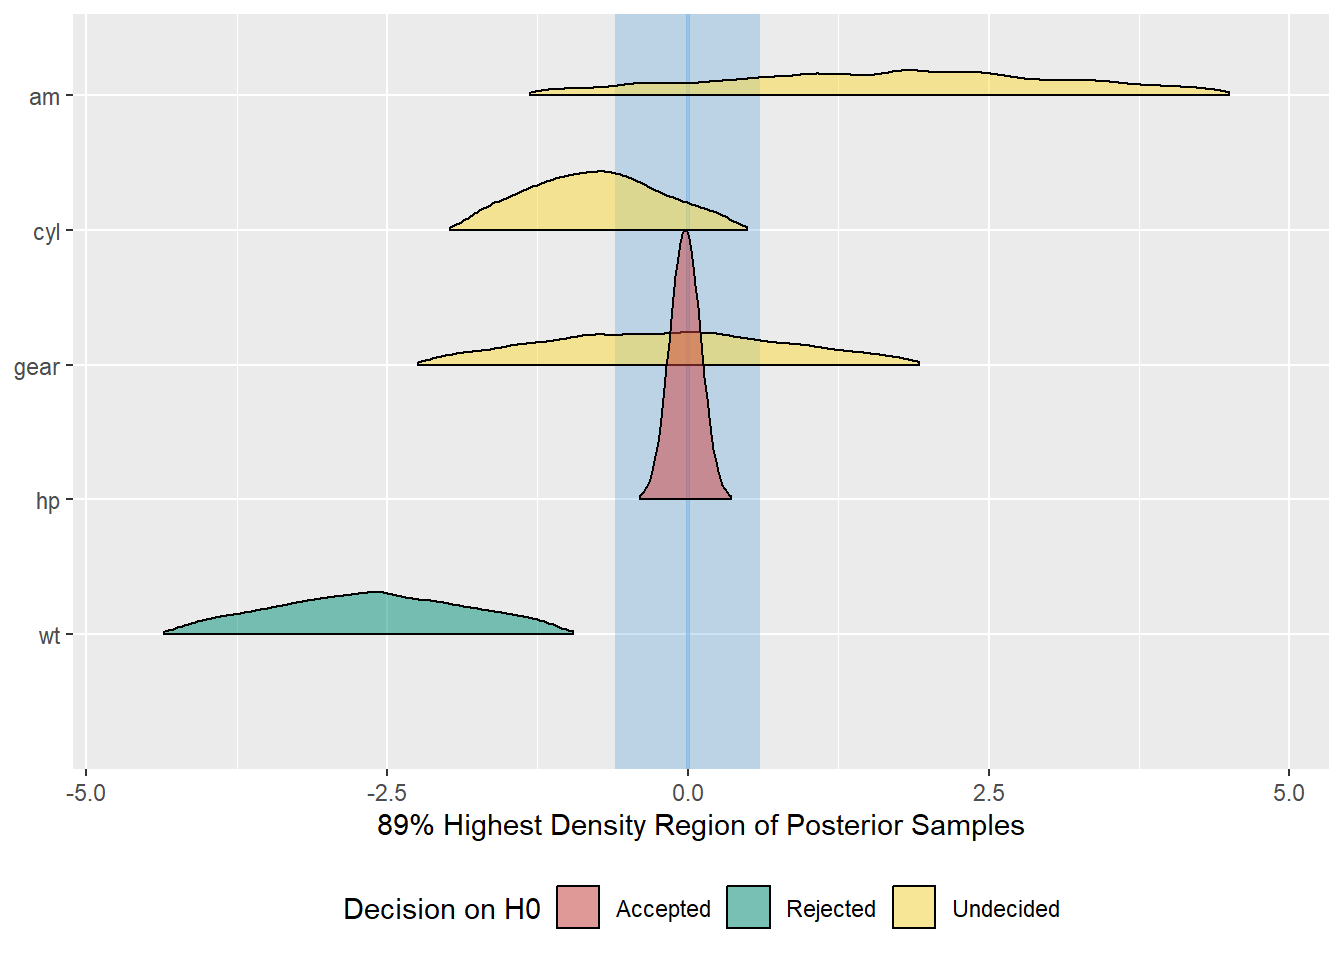 am
cyl
gear
hp
wt
-5.0 -2.5 0.0 2.5 5.0
89% Highest Density Region of Posterior Samples
Decision on H0 Accepted Rejected Undecided